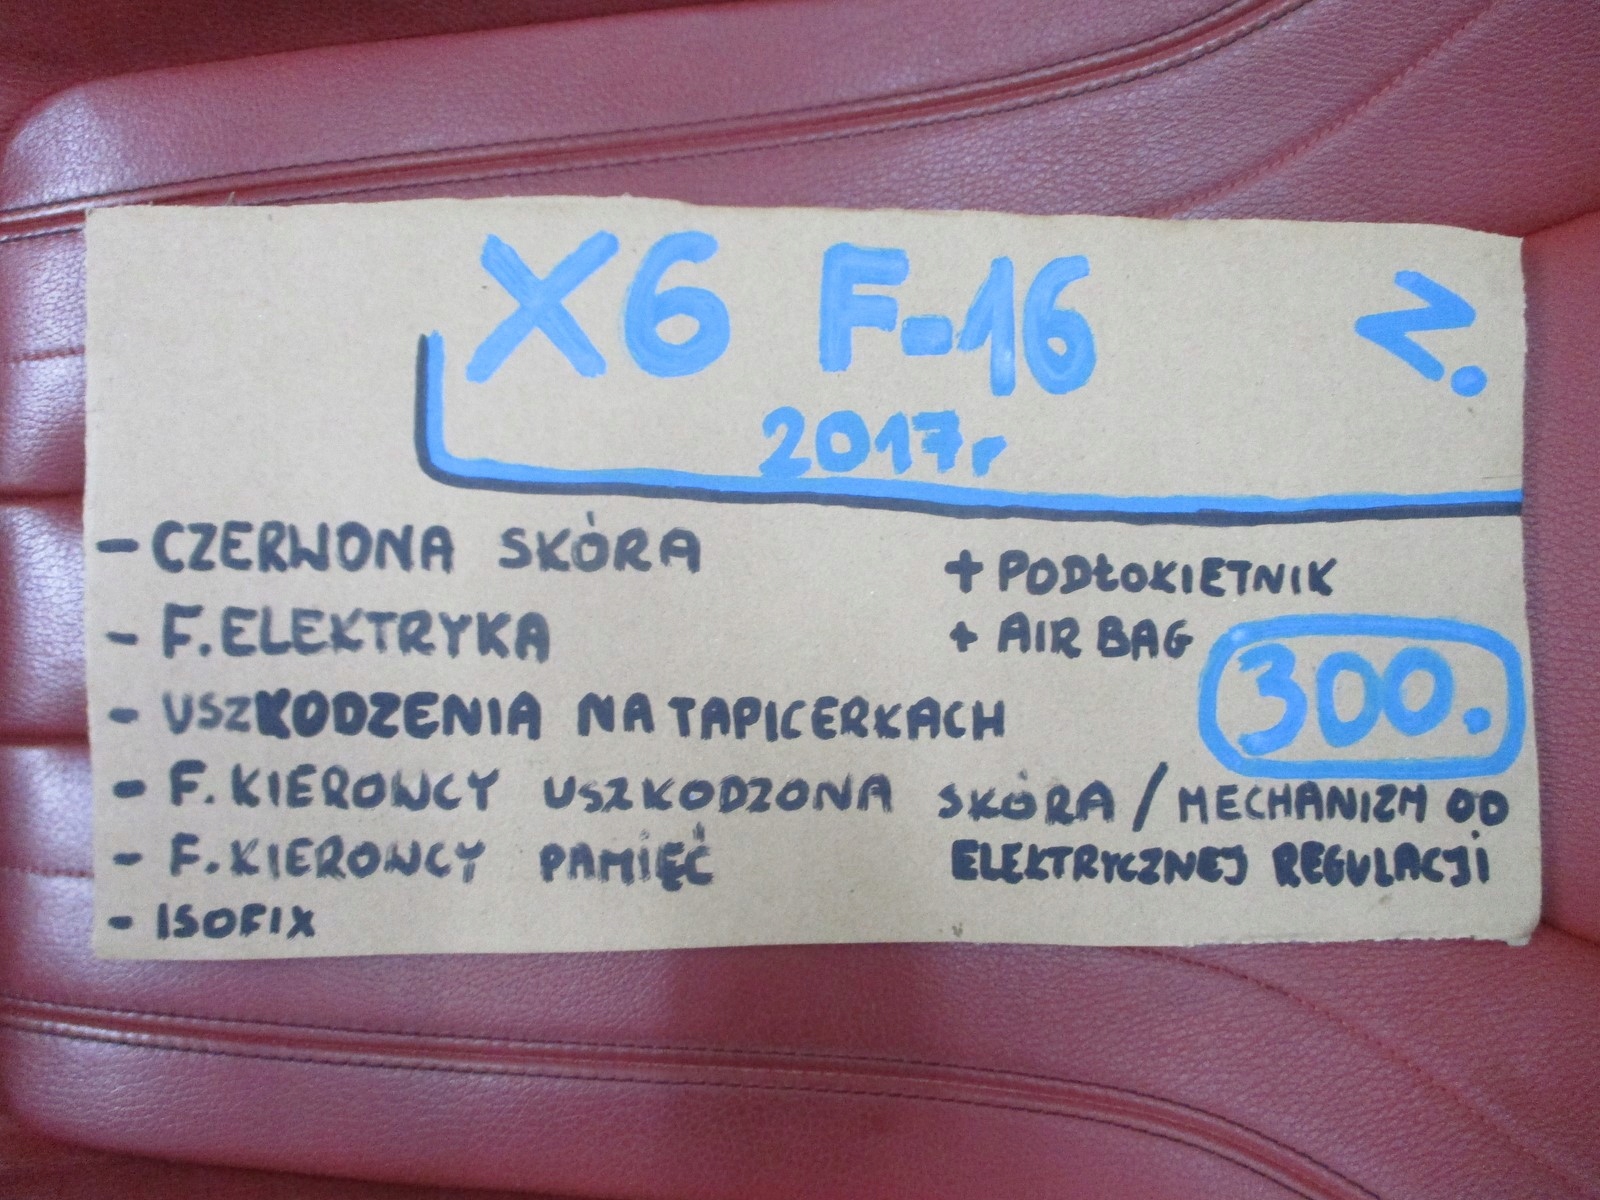 X6 F-16
Z.
2017r
- CZERWONA SKÓRA
- F. ELEKTRYKA
- USZKODZENIA NA TAPICERKACH
- F. KIEROWCY USZKODZONA SKÓRA / MECHANIZM OD
ELEKTRYCZNEJ REGULACJI
- F. KIEROWCY PAMIĘĆ
- ISOFIX
+ PODŁOKIETNIK
+ AIR BAG
300.